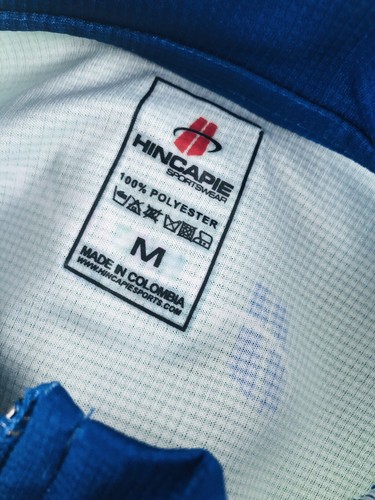 HINCAPIE
SPORTSWEAR
100% POLYESTER
M
MADE IN COLOMBIA
WWW.HINCAPIESPORTS.COM